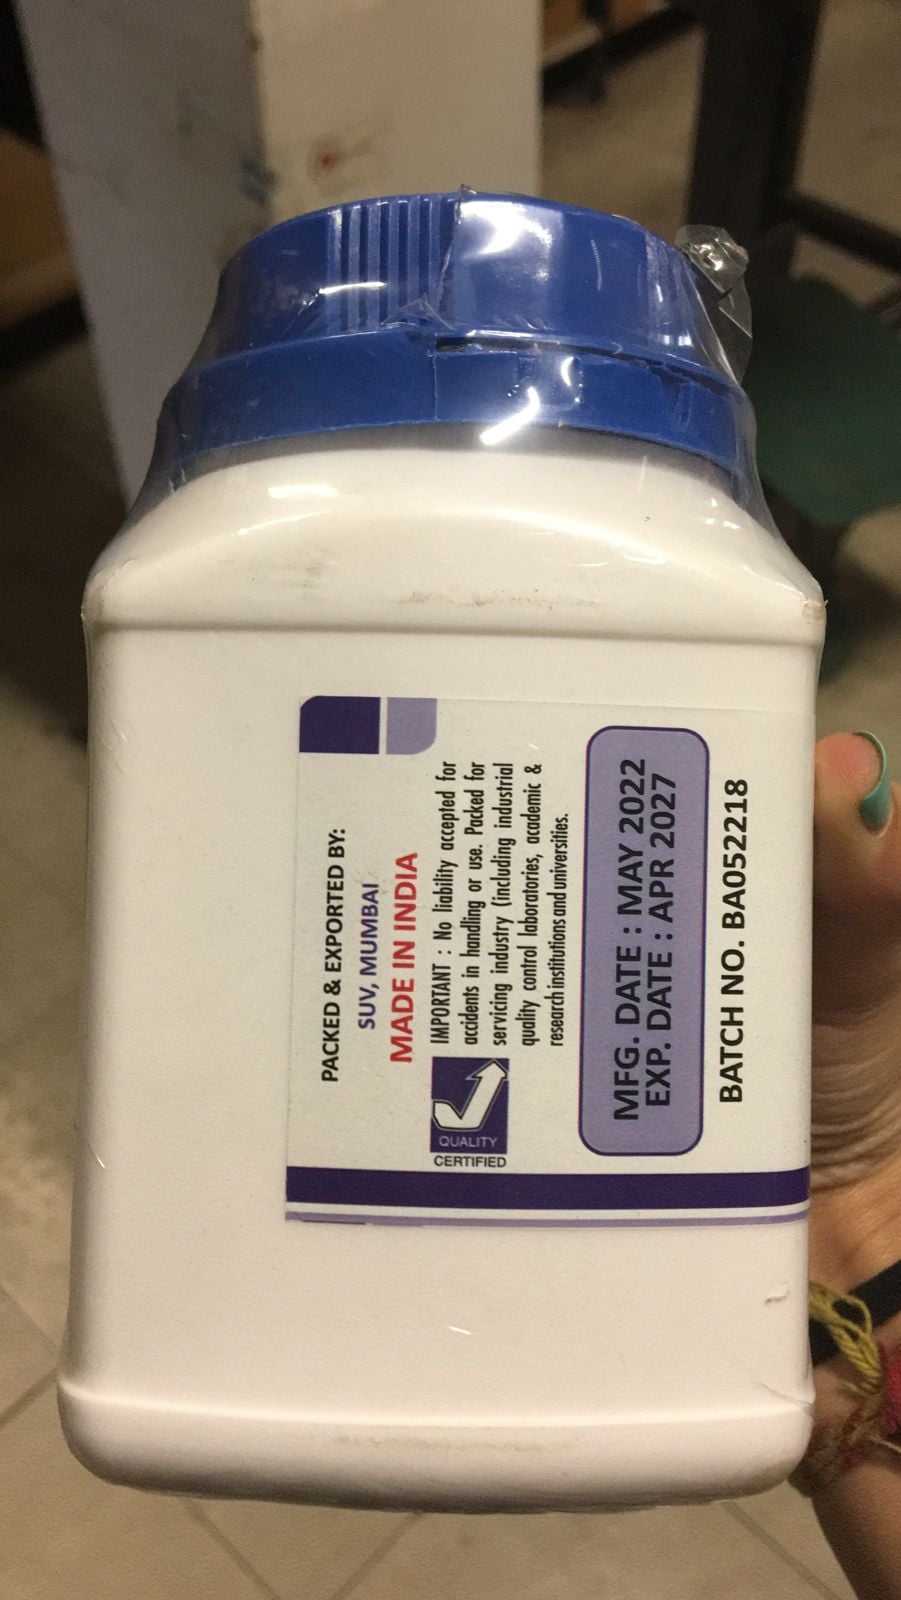 PACKED & EXPORTED BY:
SUV, MUMBAI
MADE IN INDIA
IMPORTANT : No liability accepted for
accidents in handling or use. Packed for
servicing industry (including industrial
quality control laboratories, academic &
research institutions and universities.
QUALITY
CERTIFIED
MFG. DATE : MAY 2022
EXP. DATE : APR 2027
BATCH NO. BA052218